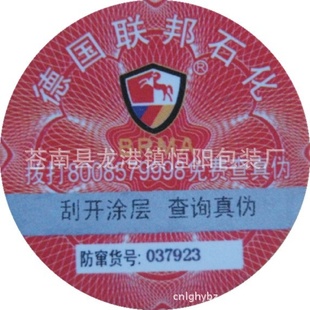 德国联邦石化
®
BRMA
苍南县龙港镇恒阳包装厂
拨打8008579998免费查真伪
刮开涂层 查询真伪
防窜货号: 037923
cnlghybz